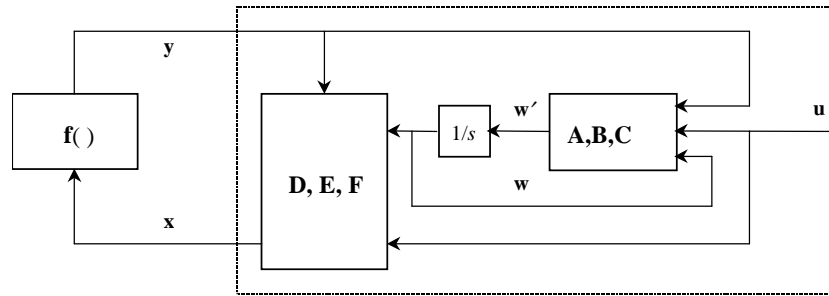 y
w′
u
f( )
1/s
A,B,C
D, E, F
w
x